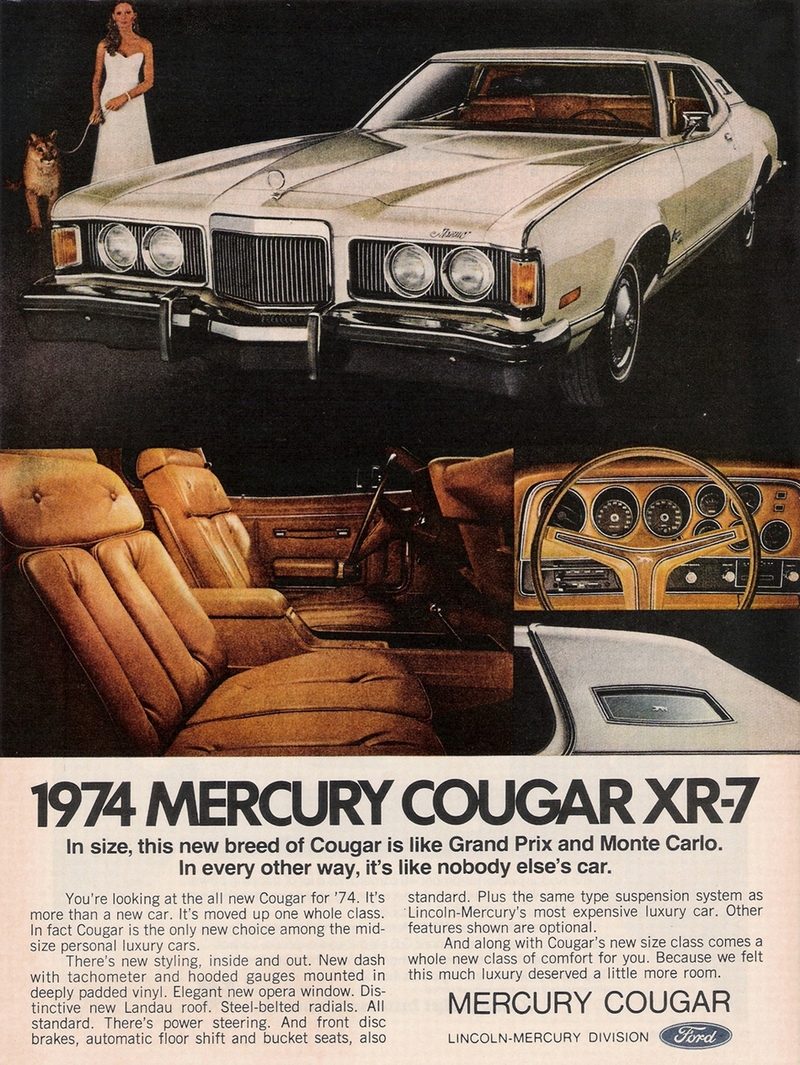 Mercury
1974 MERCURY COUGAR XR-7
In size, this new breed of Cougar is like Grand Prix and Monte Carlo.
In every other way, it's like nobody else's car.
You're looking at the all new Cougar for '74. It's
more than a new car. It's moved up one whole class.
In fact Cougar is the only new choice among the mid-
size personal luxury cars.
There's new styling, inside and out. New dash
with tachometer and hooded gauges mounted in
deeply padded vinyl. Elegant new opera window. Dis-
tinctive new Landau roof. Steel-belted radials. All
standard. There's power steering. And front disc
brakes, automatic floor shift and bucket seats, also
standard. Plus the same type suspension system as
Lincoln-Mercury's most expensive luxury car. Other
features shown are optional.
And along with Cougar's new size class comes a
whole new class of comfort for you. Because we felt
this much luxury deserved a little more room.
MERCURY COUGAR
LINCOLN-MERCURY DIVISION Ford